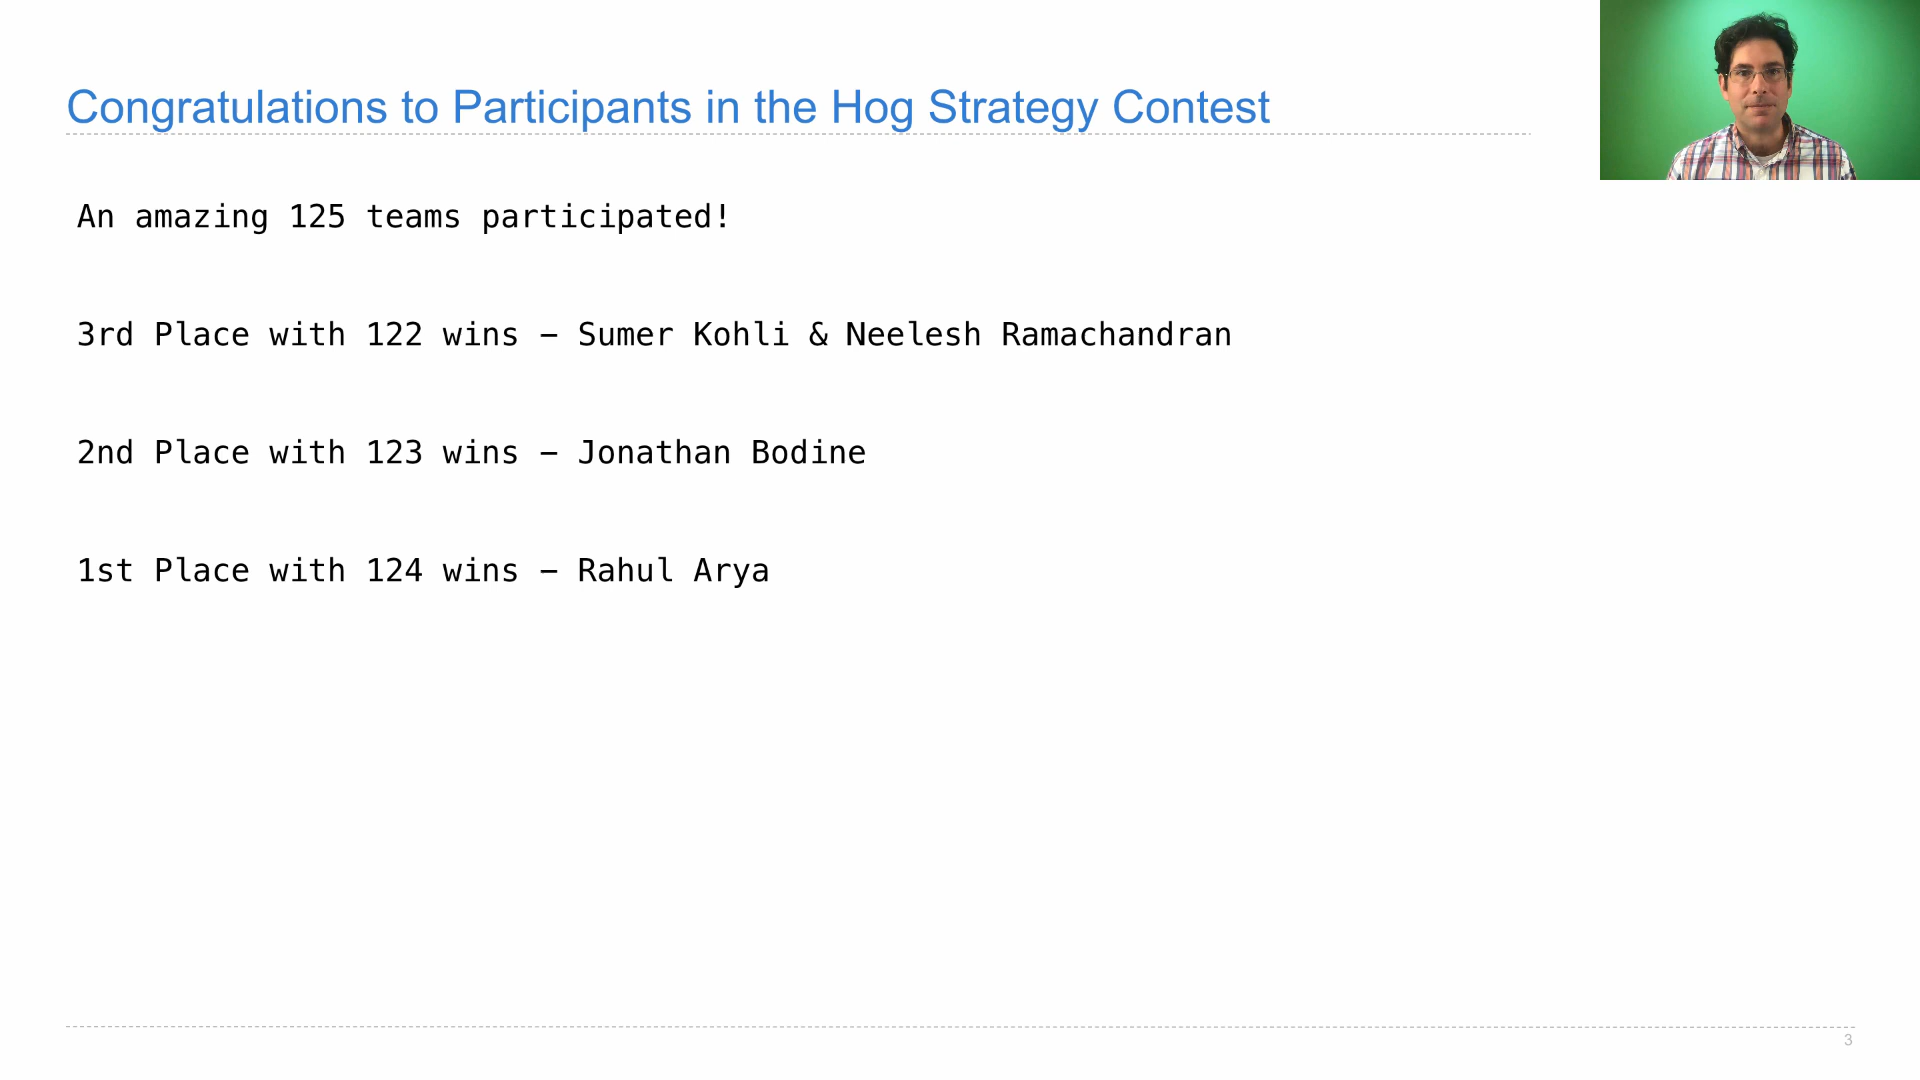 Congratulations to Participants in the Hog Strategy Contest
An amazing 125 teams participated!
3rd Place with 122 wins – Sumer Kohli & Neelesh Ramachandran
2nd Place with 123 wins – Jonathan Bodine
1st Place with 124 wins – Rahul Arya
3